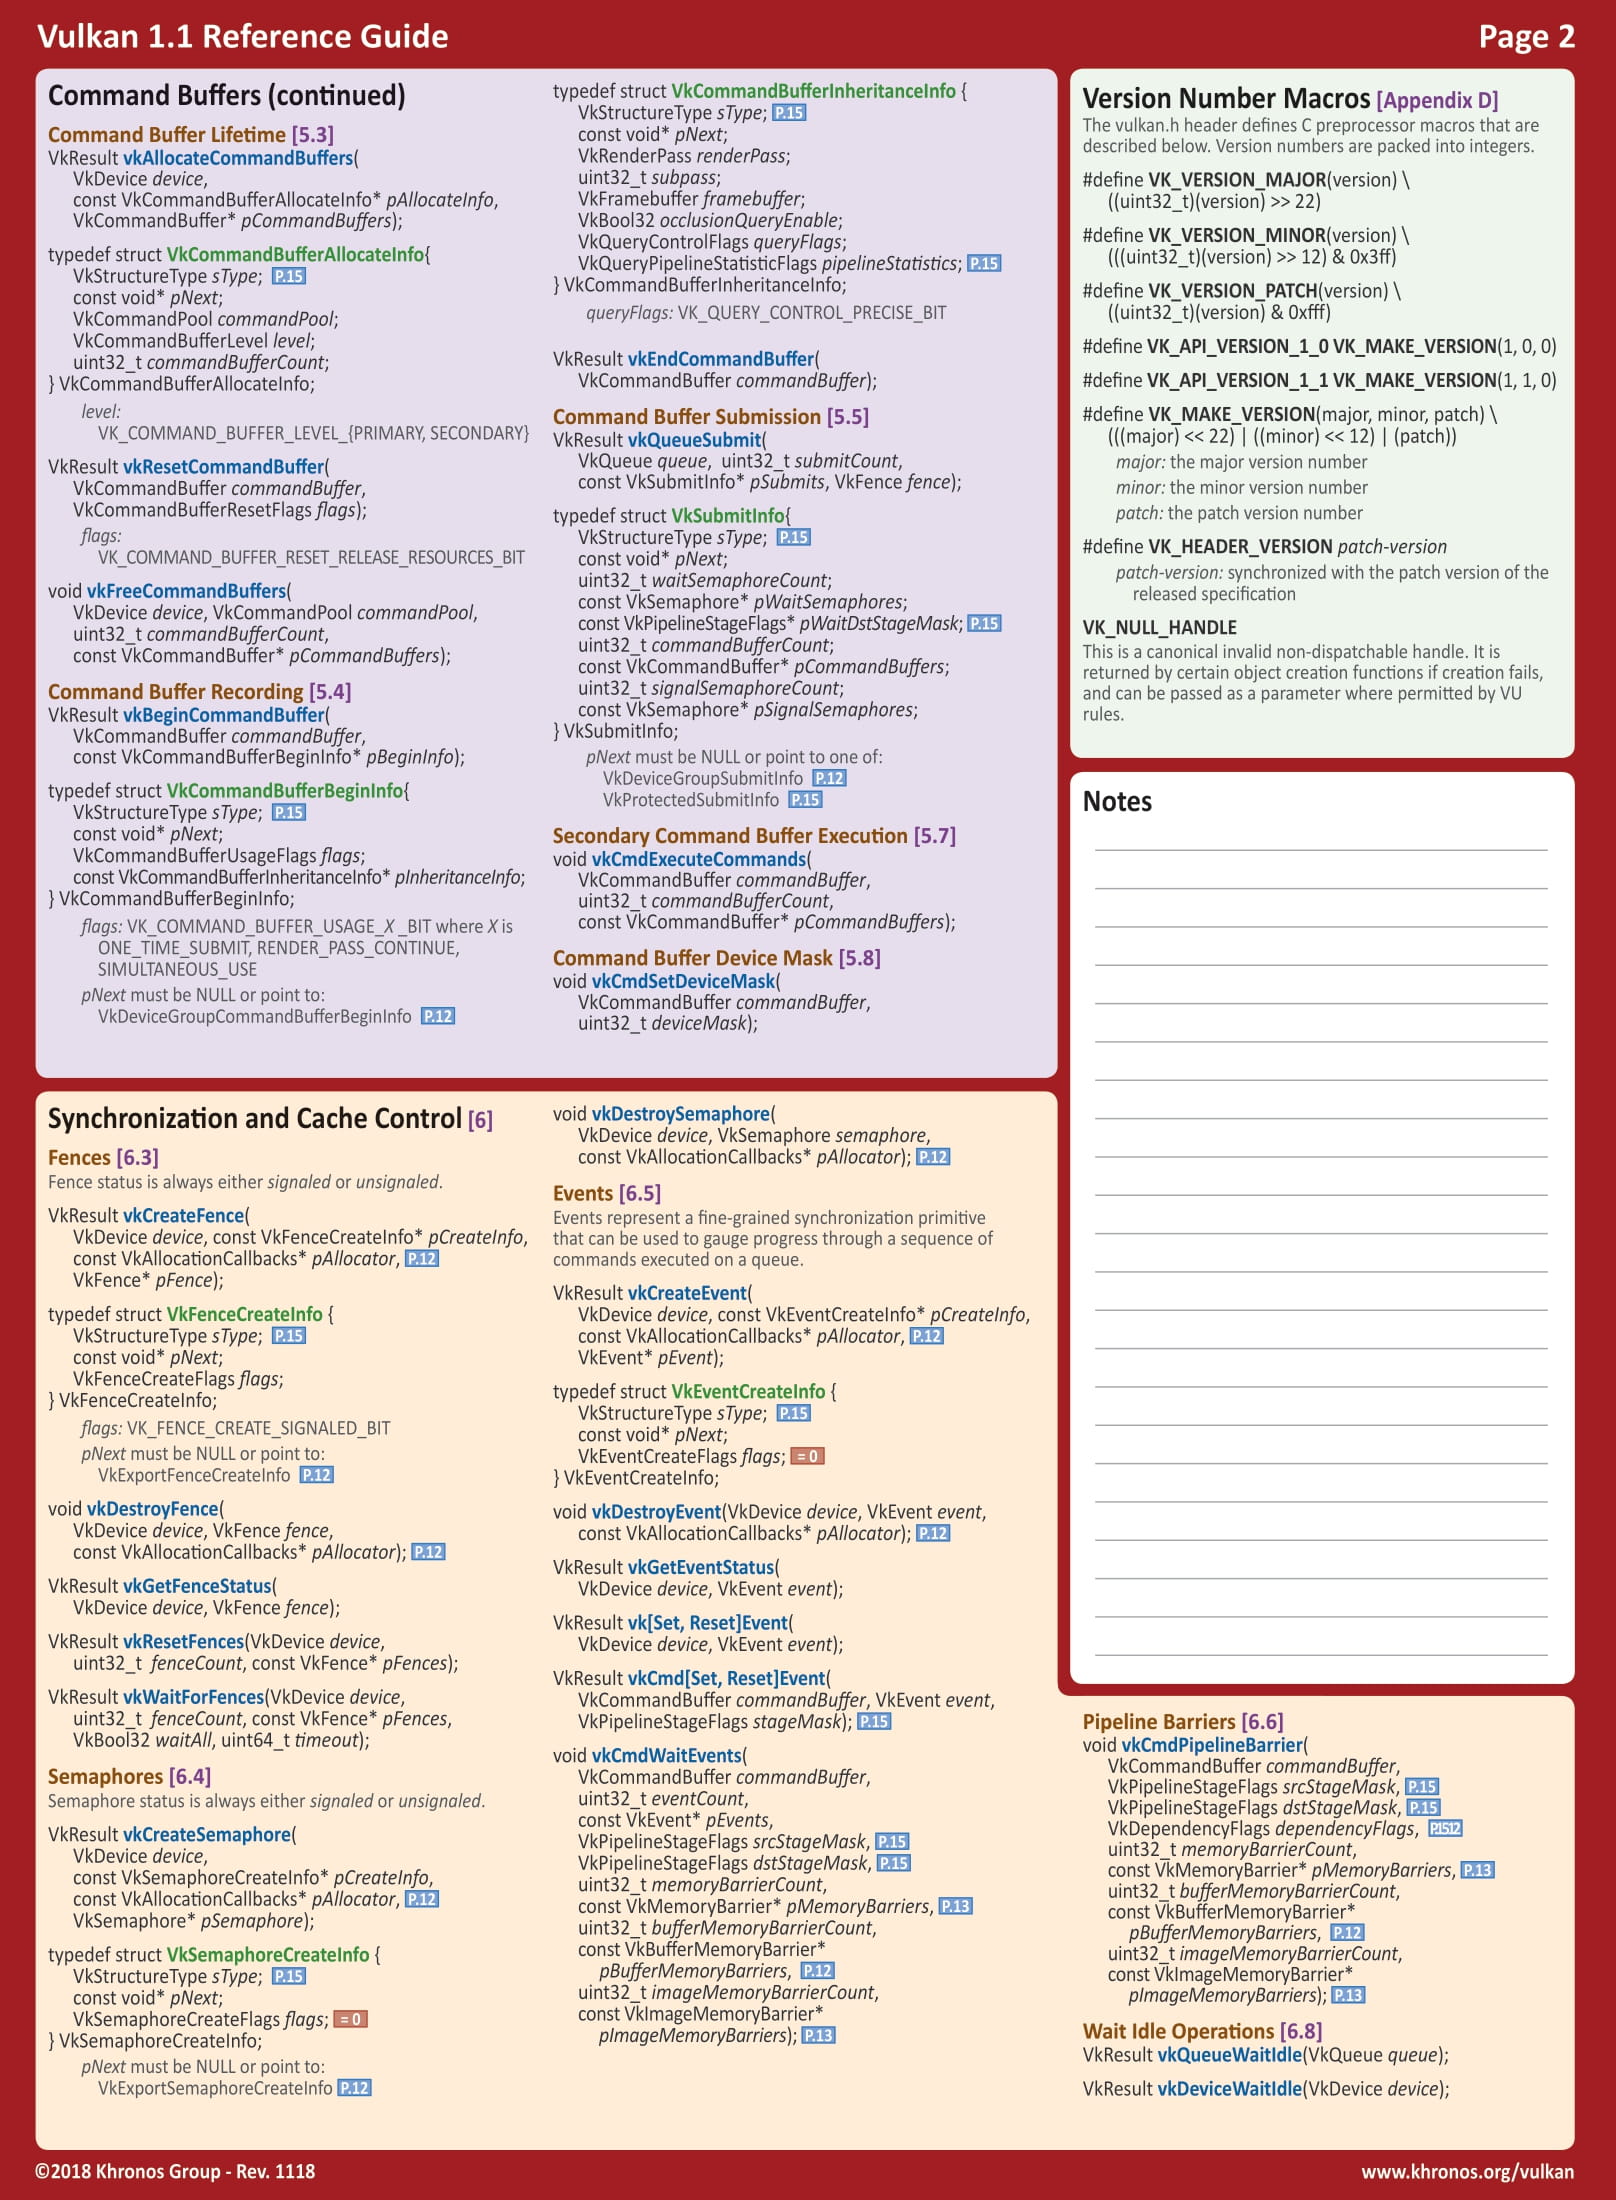 Vulkan 1.1 Reference Guide
Page 2
Command Buffers (continued)
Command Buffer Lifetime [5.3]
VkResult vkAllocateCommandBuffers(
VkDevice device,
const VkCommandBufferAllocateInfo* pAllocateInfo,
VkCommandBuffer* pCommandBuffers);
typedef struct VkCommandBufferAllocateInfo{
VkStructureType sType; P.15
const void* pNext;
VkCommandPool commandPool;
VkCommandBufferLevel level;
uint32_t commandBufferCount;
} VkCommandBufferAllocateInfo;
level:
VK_COMMAND_BUFFER_LEVEL_{PRIMARY, SECONDARY}
VkResult vkResetCommandBuffer(
VkCommandBuffer commandBuffer,
VkCommandBufferResetFlags flags);
flags:
VK_COMMAND_BUFFER_RESET_RELEASE_RESOURCES_BIT
void vkFreeCommandBuffers(
VkDevice device, VkCommandPool commandPool,
uint32_t commandBufferCount,
const VkCommandBuffer* pCommandBuffers);
Command Buffer Recording [5.4]
VkResult vkBeginCommandBuffer(
VkCommandBuffer commandBuffer,
const VkCommandBufferBeginInfo* pBeginInfo);
typedef struct VkCommandBufferBeginInfo{
VkStructureType sType; P.15
const void* pNext;
VkCommandBufferUsageFlags flags;
const VkCommandBufferInheritanceInfo* pInheritanceInfo;
} VkCommandBufferBeginInfo;
flags: VK_COMMAND_BUFFER_USAGE_X _BIT where X is
ONE_TIME_SUBMIT, RENDER_PASS_CONTINUE,
SIMULTANEOUS_USE
pNext must be NULL or point to:
VkDeviceGroupCommandBufferBeginInfo P.12
typedef struct VkCommandBufferInheritanceInfo {
VkStructureType sType; P.15
const void* pNext;
VkRenderPass renderPass;
uint32_t subpass;
VkFramebuffer framebuffer;
VkBool32 occlusionQueryEnable;
VkQueryControlFlags queryFlags;
VkQueryPipelineStatisticFlags pipelineStatistics; P.15
} VkCommandBufferInheritanceInfo;
queryFlags: VK_QUERY_CONTROL_PRECISE_BIT
VkResult vkEndCommandBuffer(
VkCommandBuffer commandBuffer);
Command Buffer Submission [5.5]
VkResult vkQueueSubmit(
VkQueue queue, uint32_t submitCount,
const VkSubmitInfo* pSubmits, VkFence fence);
typedef struct VkSubmitInfo{
VkStructureType sType; P.15
const void* pNext;
uint32_t waitSemaphoreCount;
const VkSemaphore* pWaitSemaphores;
const VkPipelineStageFlags* pWaitDstStageMask; P.15
uint32_t commandBufferCount;
const VkCommandBuffer* pCommandBuffers;
uint32_t signalSemaphoreCount;
const VkSemaphore* pSignalSemaphores;
} VkSubmitInfo;
pNext must be NULL or point to one of:
VkDeviceGroupSubmitInfo P.12
VkProtectedSubmitInfo P.15
Secondary Command Buffer Execution [5.7]
void vkCmdExecuteCommands(
VkCommandBuffer commandBuffer,
uint32_t commandBufferCount,
const VkCommandBuffer* pCommandBuffers);
Command Buffer Device Mask [5.8]
void vkCmdSetDeviceMask(
VkCommandBuffer commandBuffer,
uint32_t deviceMask);
Version Number Macros [Appendix D]
The vulkan.h header defines C preprocessor macros that are
described below. Version numbers are packed into integers.
#define VK_VERSION_MAJOR(version) \
((uint32_t)(version) >> 22)
#define VK_VERSION_MINOR(version) \
(((uint32_t)(version) >> 12) & 0x3ff)
#define VK_VERSION_PATCH(version) \
((uint32_t)(version) & 0xfff)
#define VK_API_VERSION_1_0 VK_MAKE_VERSION(1, 0, 0)
#define VK_API_VERSION_1_1 VK_MAKE_VERSION(1, 1, 0)
#define VK_MAKE_VERSION(major, minor, patch) \
(((major) << 22) | ((minor) << 12) | (patch))
major: the major version number
minor: the minor version number
patch: the patch version number
#define VK_HEADER_VERSION patch-version
patch-version: synchronized with the patch version of the
released specification
VK_NULL_HANDLE
This is a canonical invalid non-dispatchable handle. It is
returned by certain object creation functions if creation fails,
and can be passed as a parameter where permitted by VU
rules.
Notes
Synchronization and Cache Control [6]
Fences [6.3]
Fence status is always either signaled or unsignaled.
VkResult vkCreateFence(
VkDevice device, const VkFenceCreateInfo* pCreateInfo,
const VkAllocationCallbacks* pAllocator, P.12
VkFence* pFence);
typedef struct VkFenceCreateInfo {
VkStructureType sType; P.15
const void* pNext;
VkFenceCreateFlags flags;
} VkFenceCreateInfo;
flags: VK_FENCE_CREATE_SIGNALED_BIT
pNext must be NULL or point to:
VkExportFenceCreateInfo P.12
void vkDestroyFence(
VkDevice device, VkFence fence,
const VkAllocationCallbacks* pAllocator); P.12
VkResult vkGetFenceStatus(
VkDevice device, VkFence fence);
VkResult vkResetFences(VkDevice device,
uint32_t fenceCount, const VkFence* pFences);
VkResult vkWaitForFences(VkDevice device,
uint32_t fenceCount, const VkFence* pFences,
VkBool32 waitAll, uint64_t timeout);
Semaphores [6.4]
Semaphore status is always either signaled or unsignaled.
VkResult vkCreateSemaphore(
VkDevice device,
const VkSemaphoreCreateInfo* pCreateInfo,
const VkAllocationCallbacks* pAllocator, P.12
VkSemaphore* pSemaphore);
typedef struct VkSemaphoreCreateInfo {
VkStructureType sType; P.15
const void* pNext;
VkSemaphoreCreateFlags flags; = 0
} VkSemaphoreCreateInfo;
pNext must be NULL or point to:
VkExportSemaphoreCreateInfo P.12
void vkDestroySemaphore(
VkDevice device, VkSemaphore semaphore,
const VkAllocationCallbacks* pAllocator); P.12
Events [6.5]
Events represent a fine-grained synchronization primitive
that can be used to gauge progress through a sequence of
commands executed on a queue.
VkResult vkCreateEvent(
VkDevice device, const VkEventCreateInfo* pCreateInfo,
const VkAllocationCallbacks* pAllocator, P.12
VkEvent* pEvent);
typedef struct VkEventCreateInfo {
VkStructureType sType; P.15
const void* pNext;
VkEventCreateFlags flags; = 0
} VkEventCreateInfo;
void vkDestroyEvent(VkDevice device, VkEvent event,
const VkAllocationCallbacks* pAllocator); P.12
VkResult vkGetEventStatus(
VkDevice device, VkEvent event);
VkResult vk[Set, Reset]Event(
VkDevice device, VkEvent event);
VkResult vkCmd[Set, Reset]Event(
VkCommandBuffer commandBuffer, VkEvent event,
VkPipelineStageFlags stageMask); P.15
void vkCmdWaitEvents(
VkCommandBuffer commandBuffer,
uint32_t eventCount,
const VkEvent* pEvents,
VkPipelineStageFlags srcStageMask, P.15
VkPipelineStageFlags dstStageMask, P.15
uint32_t memoryBarrierCount,
const VkMemoryBarrier* pMemoryBarriers, P.13
uint32_t bufferMemoryBarrierCount,
const VkBufferMemoryBarrier*
pBufferMemoryBarriers, P.12
uint32_t imageMemoryBarrierCount,
const VkImageMemoryBarrier*
pImageMemoryBarriers); P.13
Pipeline Barriers [6.6]
void vkCmdPipelineBarrier(
VkCommandBuffer commandBuffer,
VkPipelineStageFlags srcStageMask, P.15
VkPipelineStageFlags dstStageMask, P.15
VkDependencyFlags dependencyFlags,
uint32_t memoryBarrierCount,
const VkMemoryBarrier* pMemoryBarriers, P.13
uint32_t bufferMemoryBarrierCount,
const VkBufferMemoryBarrier*
pBufferMemoryBarriers, P.12
uint32_t imageMemoryBarrierCount,
const VkImageMemoryBarrier*
pImageMemoryBarriers); P.13
Wait Idle Operations [6.8]
VkResult vkQueueWaitIdle(VkQueue queue);
VkResult vkDeviceWaitIdle(VkDevice device);
©2018 Khronos Group - Rev. 1118
www.khronos.org/vulkan